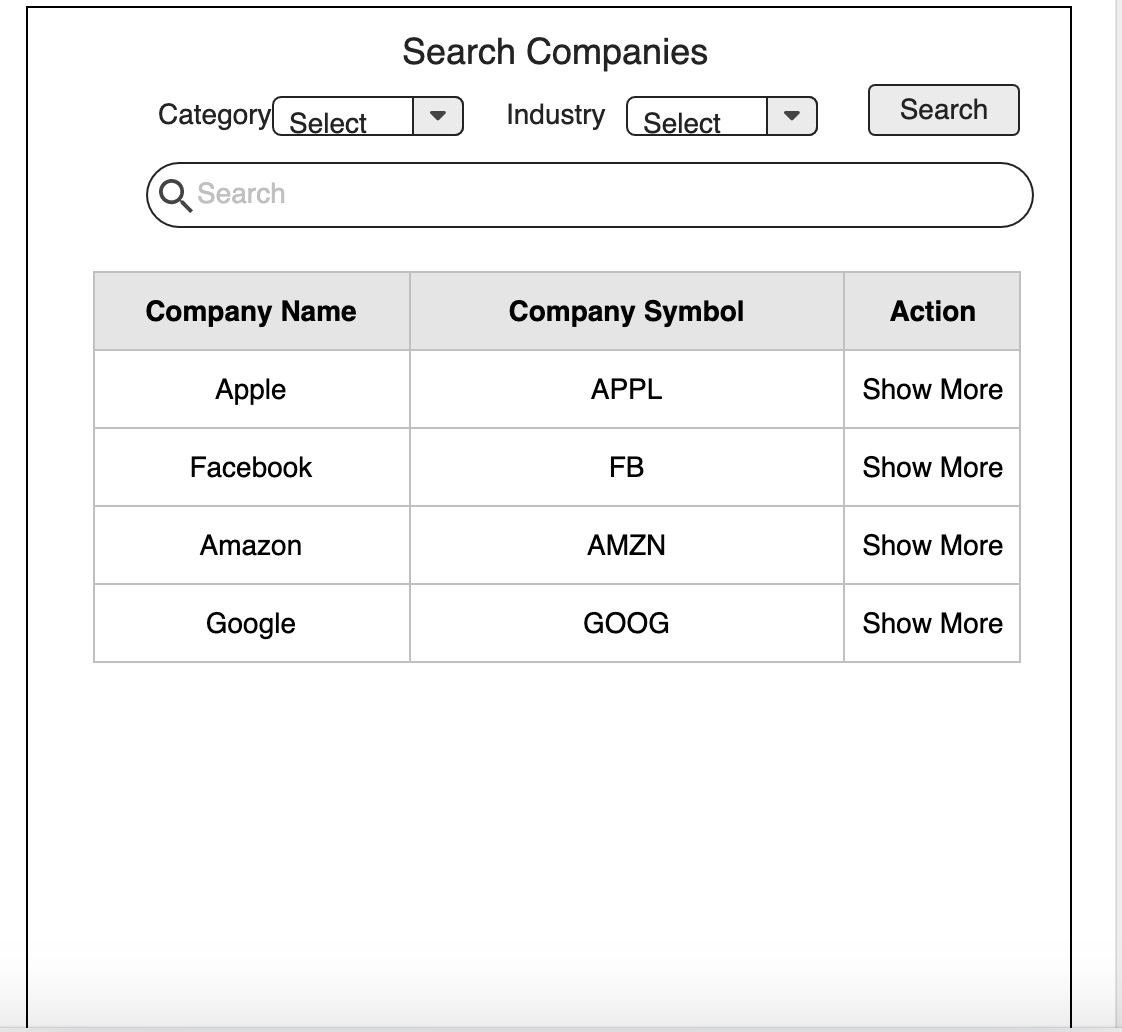 Search Companies
Category Select Industry Select Search
Search
Company Name Company Symbol Action
Apple APPL Show More
Facebook FB Show More
Amazon AMZN Show More
Google GOOG Show More